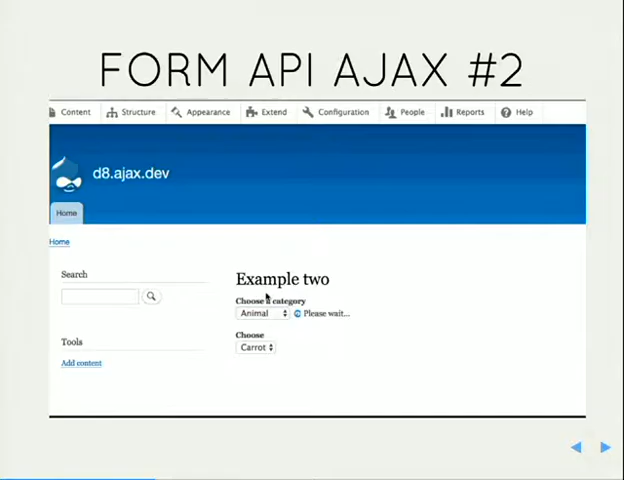 FORM API AJAX #2
Content Structure Appearance Extend Configuration People Reports Help
d8.ajax.dev
Home
Home
Search
Example two
Choose a category
Animal Please wait...
Choose
Carrot
Tools
Add content